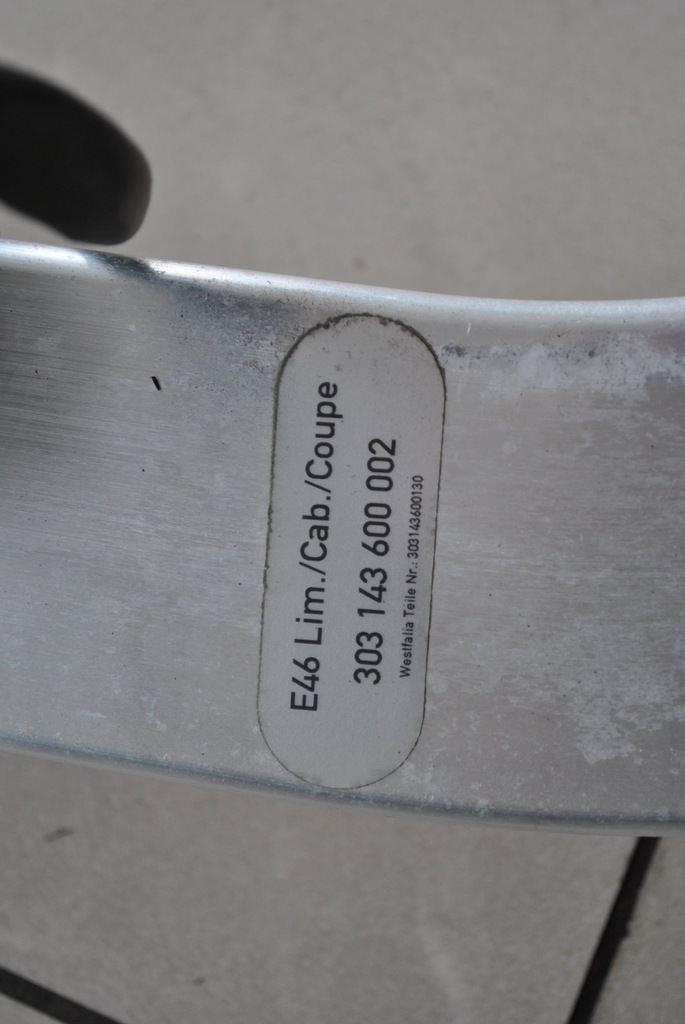 E46 Lim./Cab./Coupe
303 143 600 002
Westfalia Teile Nr.: 303143600130